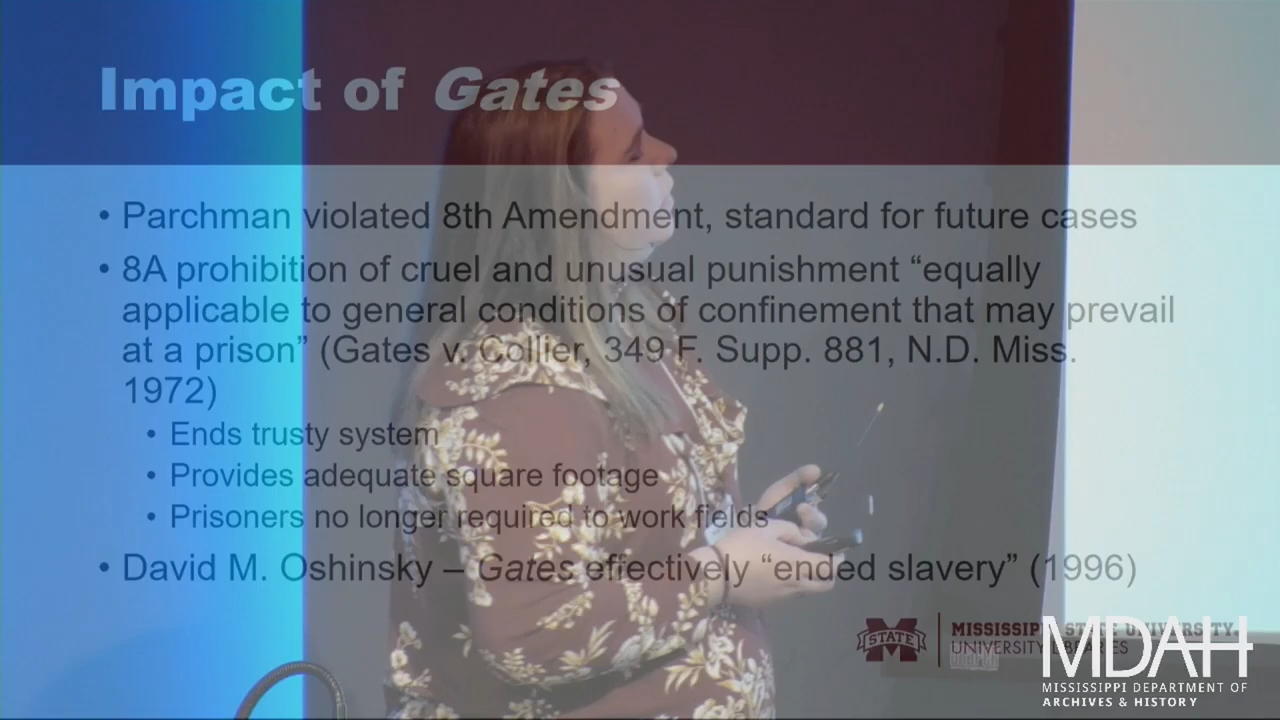 Impact of Gates
• Parchman violated 8th Amendment, standard for future cases
• 8A prohibition of cruel and unusual punishment “equally
applicable to general conditions of confinement that may prevail
at a prison” (Gates v. Collier, 349 F. Supp. 881, N.D. Miss.
1972)
• Ends trusty system
• Provides adequate square footage
• Prisoners no longer required to work fields
• David M. Oshinsky – Gates effectively “ended slavery” (1996)
STATE
MISSISSIPPI STATE UNIVERSITY
UNIVERSITY LIBRARIES
MDAH
MISSISSIPPI DEPARTMENT OF
ARCHIVES & HISTORY